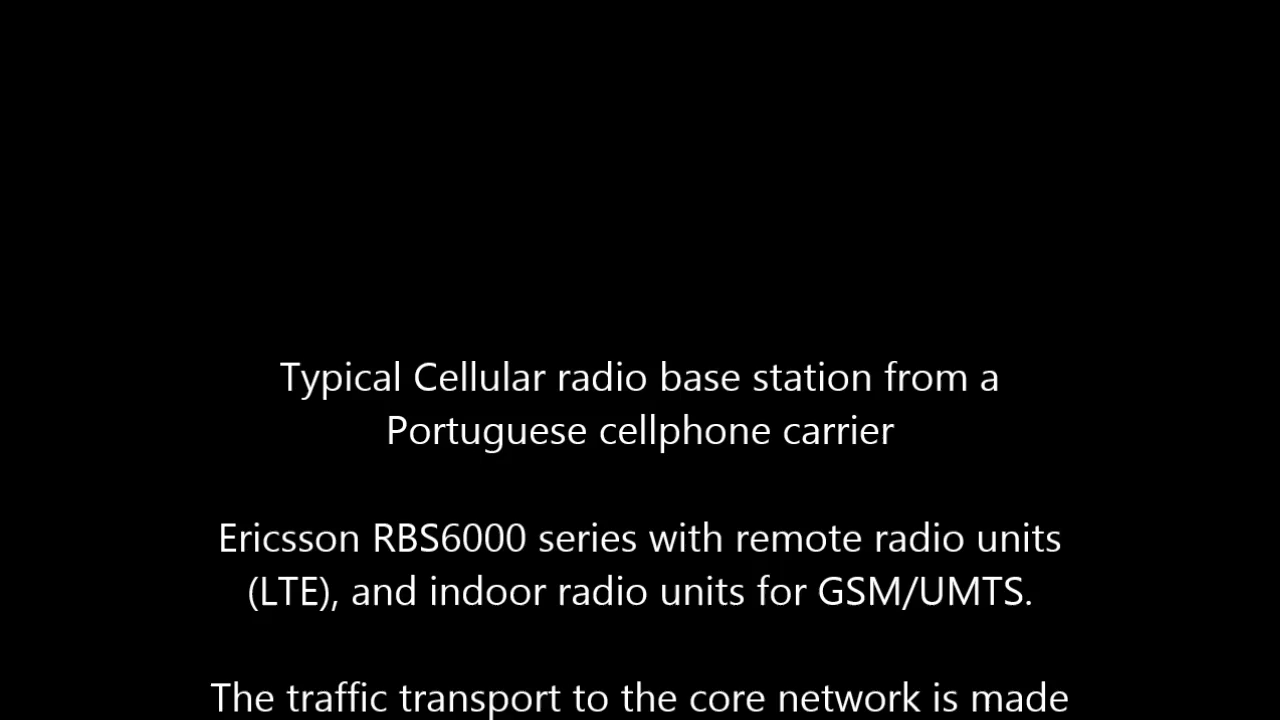 Typical Cellular radio base station from a
Portuguese cellphone carrier
Ericsson RBS6000 series with remote radio units
(LTE), and indoor radio units for GSM/UMTS.
The traffic transport to the core network is made